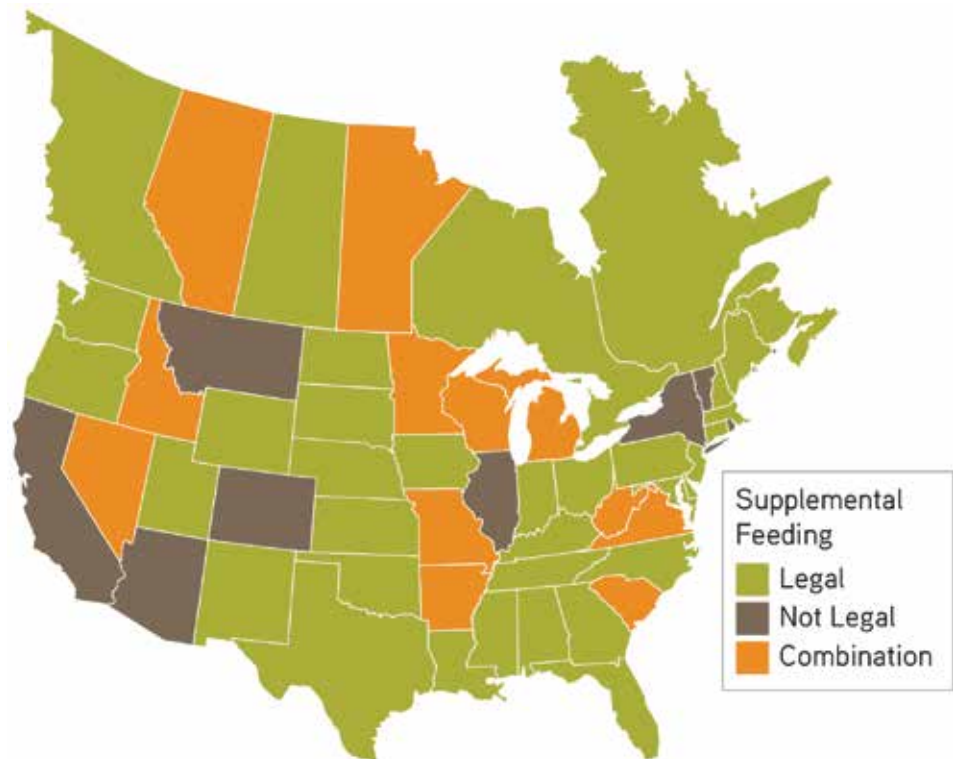 Supplemental
Feeding
Legal
Not Legal
Combination